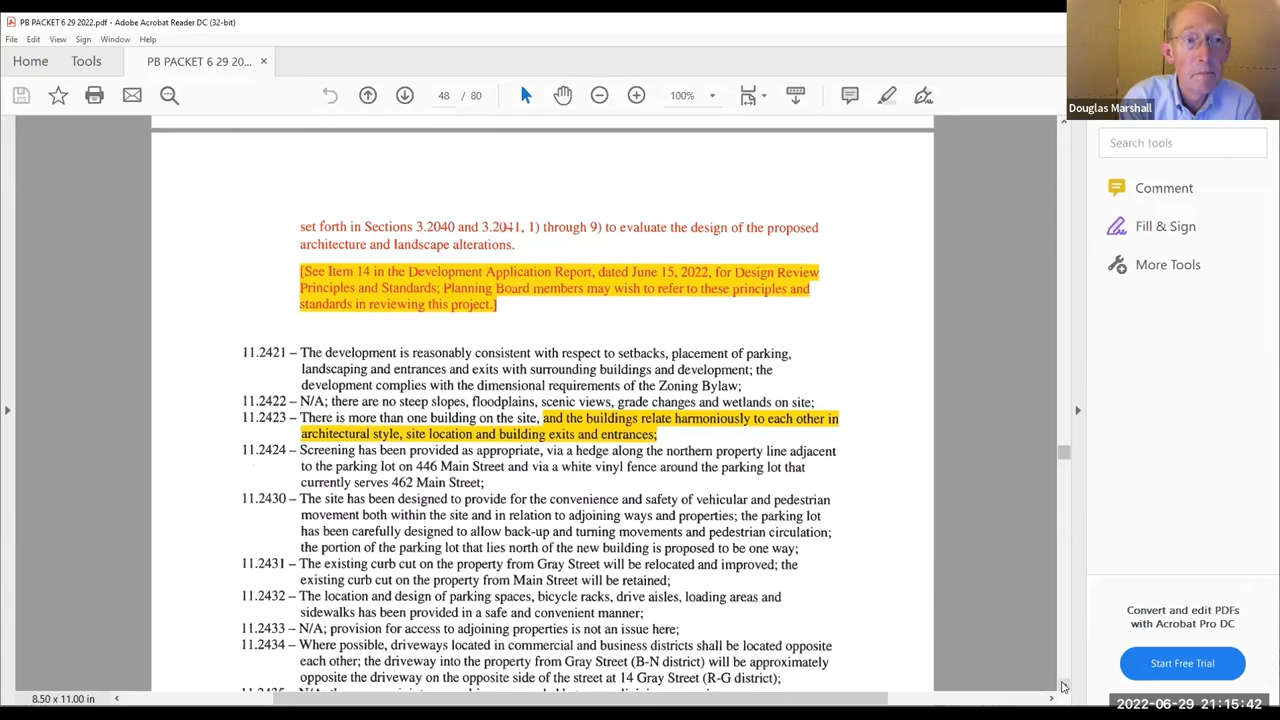 PB PACKET 6 29 2022.pdf - Adobe Acrobat Reader DC (32-bit)
File Edit View Sign Window Help
Home Tools PB PACKET 6 29 20... ×
48 / 80 100%
Douglas Marshall
Search tools
Comment
Fill & Sign
More Tools
set forth in Sections 3.2040 and 3.2041, 1) through 9) to evaluate the design of the proposed
architecture and landscape alterations.
[See Item 14 in the Development Application Report, dated June 15, 2022, for Design Review
Principles and Standards; Planning Board members may wish to refer to these principles and
standards in reviewing this project.]
11.2421 – The development is reasonably consistent with respect to setbacks, placement of parking,
landscaping and entrances and exits with surrounding buildings and development; the
development complies with the dimensional requirements of the Zoning Bylaw;
11.2422 – N/A; there are no steep slopes, floodplains, scenic views, grade changes and wetlands on site;
11.2423 – There is more than one building on the site, and the buildings relate harmoniously to each other in
architectural style, site location and building exits and entrances;
11.2424 – Screening has been provided as appropriate, via a hedge along the northern property line adjacent
to the parking lot on 446 Main Street and via a white vinyl fence around the parking lot that
currently serves 462 Main Street;
11.2430 – The site has been designed to provide for the convenience and safety of vehicular and pedestrian
movement both within the site and in relation to adjoining ways and properties; the parking lot
has been carefully designed to allow back-up and turning movements and pedestrian circulation;
the portion of the parking lot that lies north of the new building is proposed to be one way;
11.2431 – The existing curb cut on the property from Gray Street will be relocated and improved; the
existing curb cut on the property from Main Street will be retained;
11.2432 – The location and design of parking spaces, bicycle racks, drive aisles, loading areas and
sidewalks has been provided in a safe and convenient manner;
11.2433 – N/A; provision for access to adjoining properties is not an issue here;
11.2434 – Where possible, driveways located in commercial and business districts shall be located opposite
each other; the driveway into the property from Gray Street (B-N district) will be approximately
opposite the driveway on the opposite side of the street at 14 Gray Street (R-G district);
8.50 x 11.00 in
Convert and edit PDFs
with Acrobat Pro DC
Start Free Trial
2022-06-29 21:15:42